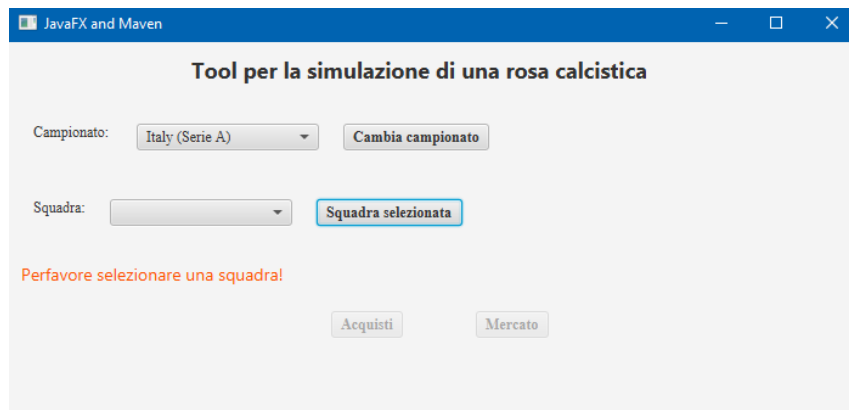 JavaFX and Maven
Tool per la simulazione di una rosa calcistica
Campionato: Italy (Serie A) Cambia campionato
Squadra: Squadra selezionata
Perfavore selezionare una squadra!
Acquisti Mercato